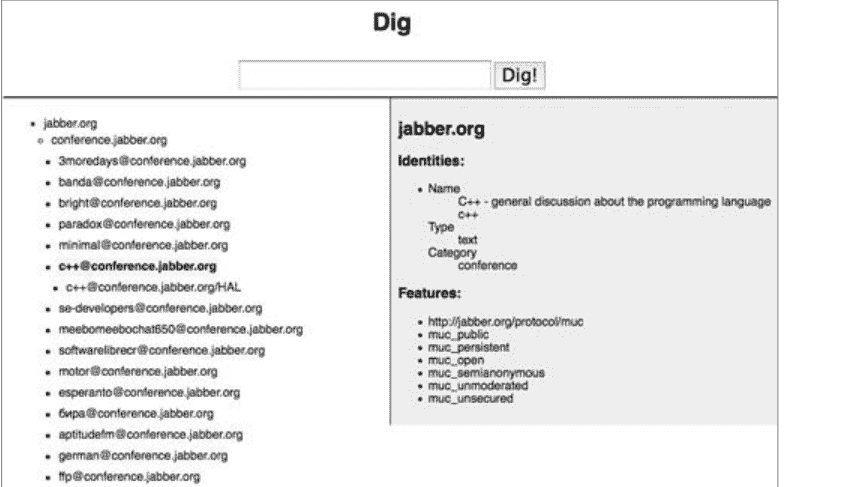 Dig
Dig!
jabber.org
conference.jabber.org
3moredays@conference.jabber.org
banda@conference.jabber.org
bright@conference.jabber.org
paradox@conference.jabber.org
minimal@conference.jabber.org
c++@conference.jabber.org
c++@conference.jabber.org/HAL
se-developers@conference.jabber.org
meebomeebochat650@conference.jabber.org
softwarelibrecr@conference.jabber.org
motor@conference.jabber.org
esperanto@conference.jabber.org
бира@conference.jabber.org
aptitudefm@conference.jabber.org
german@conference.jabber.org
ffp@conference.jabber.org
jabber.org
Identities:
Name
C++ - general discussion about the programming language
c++
Type
text
Category
conference
Features:
http://jabber.org/protocol/muc
muc_public
muc_persistent
muc_open
muc_semianonymous
muc_unmoderated
muc_unsecured